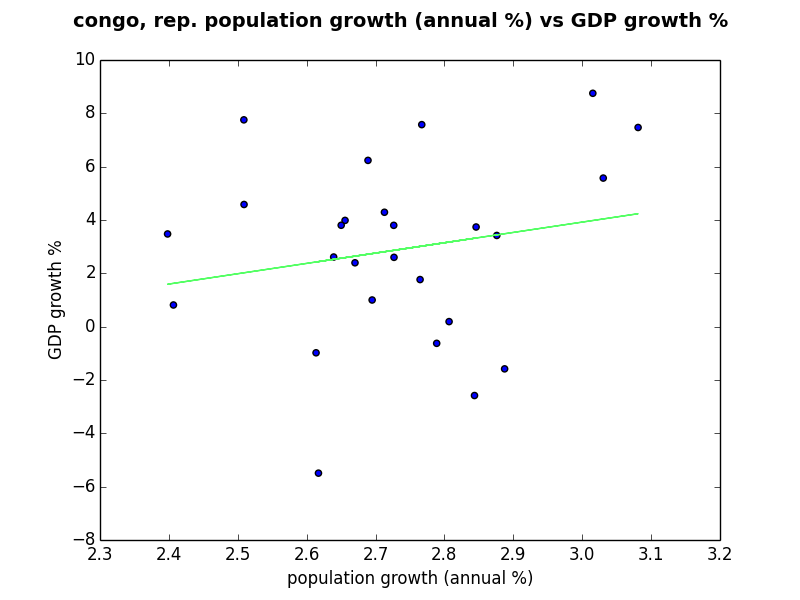 congo, rep. population growth (annual %) vs GDP growth %
10
8
6
4
2
0
−2
−4
−6
−8
GDP growth %
2.3 2.4 2.5 2.6 2.7 2.8 2.9 3.0 3.1 3.2
population growth (annual %)